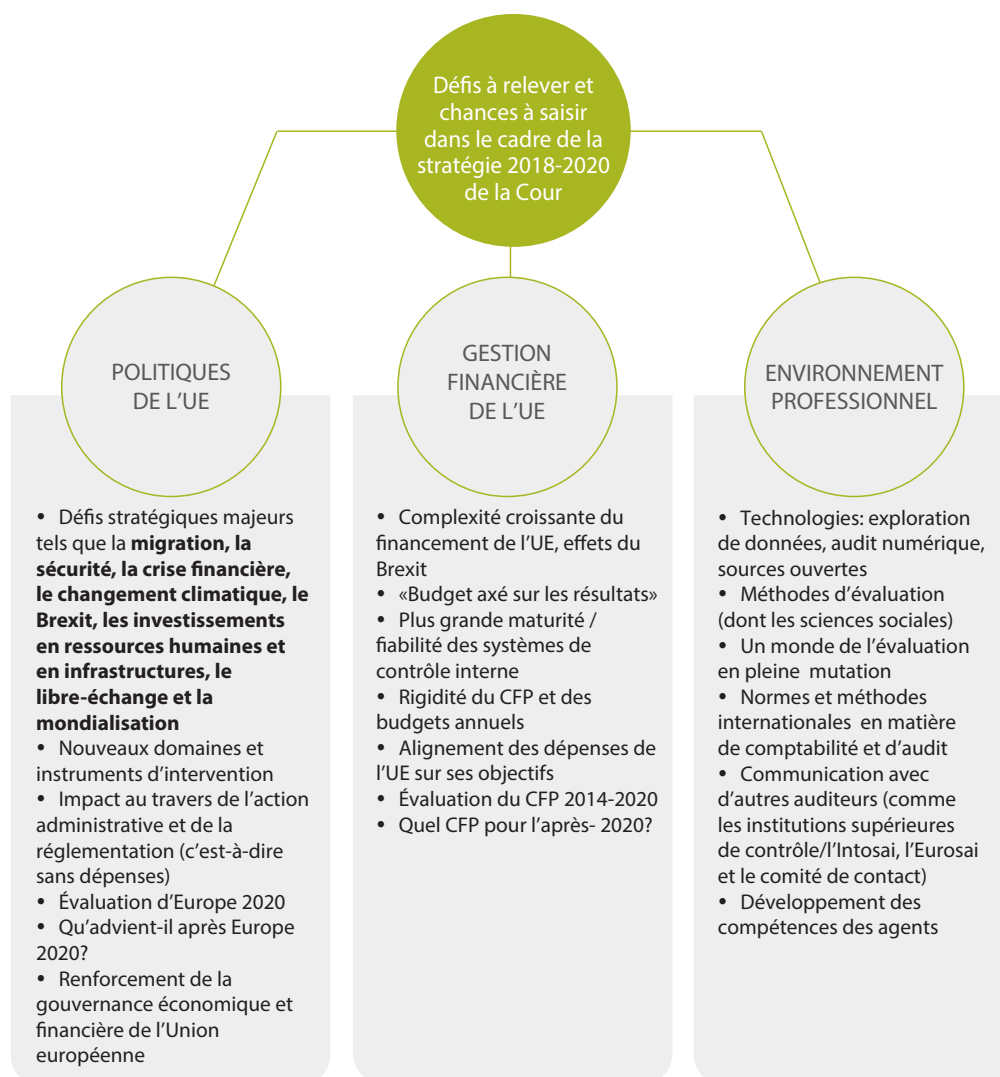 Défis à relever et
chances à saisir
dans le cadre de la
stratégie 2018-2020
de la Cour
POLITIQUES
DE L’UE
• Défis stratégiques majeurs
tels que la migration, la
sécurité, la crise financière,
le changement climatique, le
Brexit, les investissements
en ressources humaines et
en infrastructures, le
libre-échange et la
mondialisation
• Nouveaux domaines et
instruments d’intervention
• Impact au travers de l’action
administrative et de la
réglementation (c’est-à-dire
sans dépenses)
• Évaluation d’Europe 2020
• Qu’advient-il après Europe
2020?
• Renforcement de la
gouvernance économique et
financière de l’Union
européenne
GESTION
FINANCIÈRE
DE L’UE
• Complexité croissante du
financement de l’UE, effets du
Brexit
• «Budget axé sur les résultats»
• Plus grande maturité /
fiabilité des systèmes de
contrôle interne
• Rigidité du CFP et des
budgets annuels
• Alignement des dépenses de
l’UE sur ses objectifs
• Évaluation du CFP 2014-2020
• Quel CFP pour l’après- 2020?
ENVIRONNEMENT
PROFESSIONNEL
• Technologies: exploration
de données, audit numérique,
sources ouvertes
• Méthodes d’évaluation
(dont les sciences sociales)
• Un monde de l’évaluation
en pleine mutation
• Normes et méthodes
internationales en matière
de comptabilité et d’audit
• Communication avec
d’autres auditeurs (comme
les institutions supérieures
de contrôle/l’Intosai, l’Eurosai
et le comité de contact)
• Développement des
compétences des agents